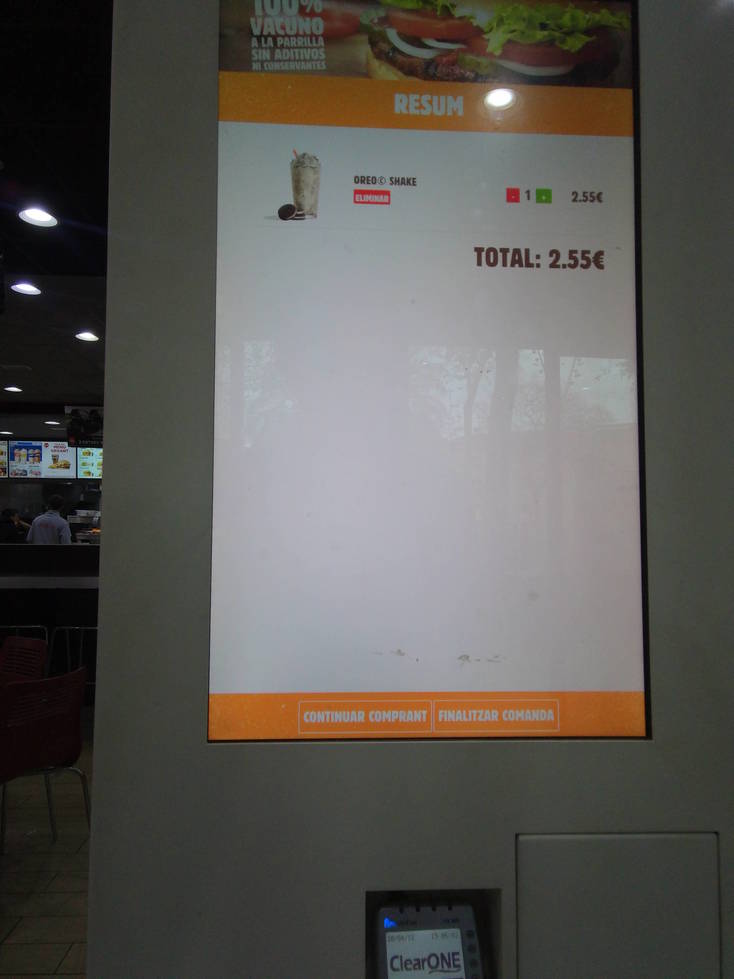 100%
VACUNO
A LA PARRILLA
SIN ADITIVOS
NI CONSERVANTES
RESUM
OREO© SHAKE
ELIMINAR
- 1 +
2.55€
TOTAL: 2.55€
CONTINUAR COMPRANT
FINALITZAR COMANDA
ClearONE